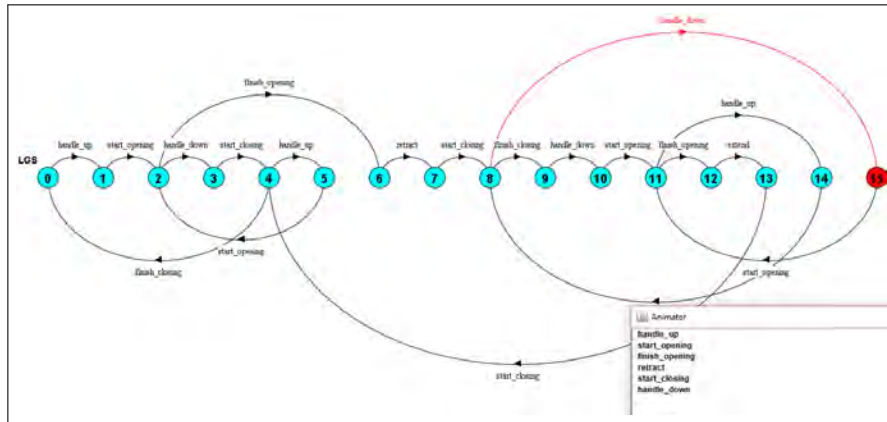 handle_down
finish_opening
handle_up
handle_up
start_opening
handle_down
start_closing
handle_up
retract
start_closing
finish_closing
handle_down
start_opening
finish_opening
extend
LGS
0 1 2 3 4 5 6 7 8 9 10 11 12 13 14 15
start_opening
finish_closing
start_opening
start_closing
Animator
handle_up
start_opening
finish_opening
retract
start_closing
handle_down